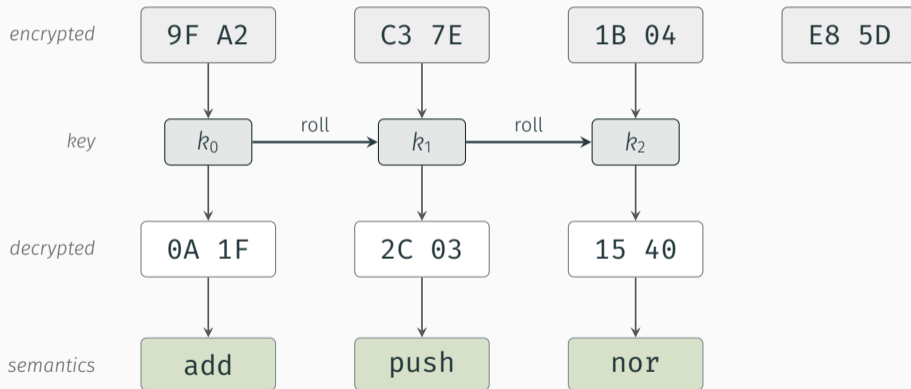 encrypted 9F A2 C3 7E 1B 04 E8 5D
roll roll
key k₀ k₁ k₂
decrypted 0A 1F 2C 03 15 40
semantics add push nor